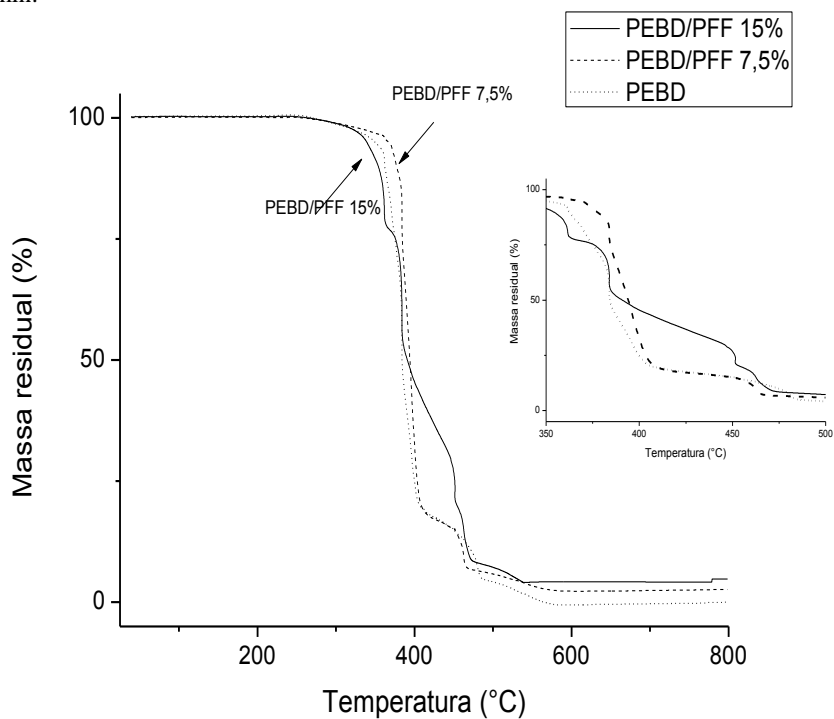 PEBD/PFF 15%
PEBD/PFF 7,5%
PEBD
PEBD/PFF 7,5%
PEBD/PFF 15%
Massa residual (%)
100
50
0
200
400
600
800
Temperatura (°C)
Massa residual (%)
100
50
0
350
400
450
500
Temperatura (°C)